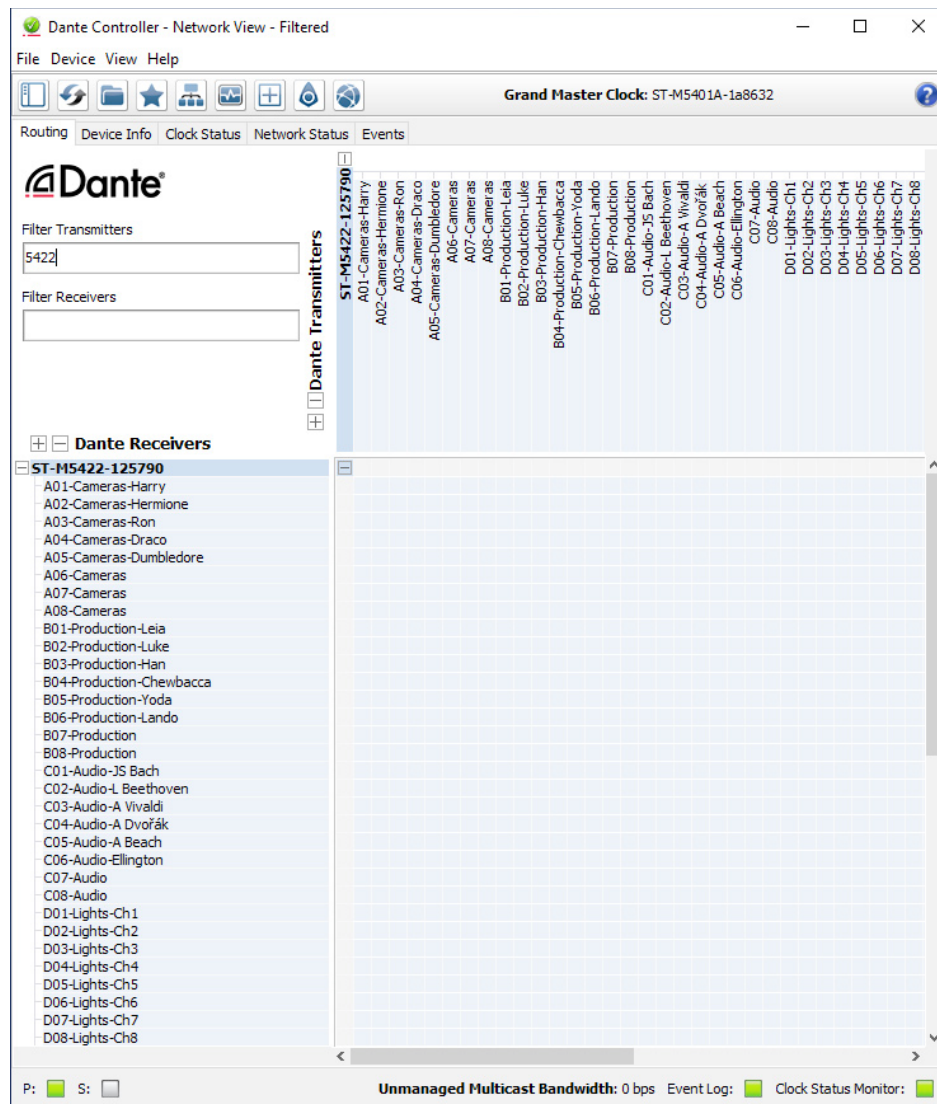 Dante Controller - Network View - Filtered
File Device View Help
Grand Master Clock: ST-M5401A-1a8632
?
Routing Device Info Clock Status Network Status Events
Dante®
Filter Transmitters
5422
Filter Receivers
Dante Transmitters
ST-M5422-125790
A01-Cameras-Harry
A02-Cameras-Hermione
A03-Cameras-Ron
A04-Cameras-Draco
A05-Cameras-Dumbledore
A06-Cameras
A07-Cameras
A08-Cameras
B01-Production-Leia
B02-Production-Luke
B03-Production-Han
B04-Production-Chewbacca
B05-Production-Yoda
B06-Production-Lando
B07-Production
B08-Production
C01-Audio-JS Bach
C02-Audio-L Beethoven
C03-Audio-A Vivaldi
C04-Audio-A Dvořák
C05-Audio-A Beach
C06-Audio-Ellington
C07-Audio
C08-Audio
D01-Lights-Ch1
D02-Lights-Ch2
D03-Lights-Ch3
D04-Lights-Ch4
D05-Lights-Ch5
D06-Lights-Ch6
D07-Lights-Ch7
D08-Lights-Ch8
Dante Receivers
ST-M5422-125790
A01-Cameras-Harry
A02-Cameras-Hermione
A03-Cameras-Ron
A04-Cameras-Draco
A05-Cameras-Dumbledore
A06-Cameras
A07-Cameras
A08-Cameras
B01-Production-Leia
B02-Production-Luke
B03-Production-Han
B04-Production-Chewbacca
B05-Production-Yoda
B06-Production-Lando
B07-Production
B08-Production
C01-Audio-JS Bach
C02-Audio-L Beethoven
C03-Audio-A Vivaldi
C04-Audio-A Dvořák
C05-Audio-A Beach
C06-Audio-Ellington
C07-Audio
C08-Audio
D01-Lights-Ch1
D02-Lights-Ch2
D03-Lights-Ch3
D04-Lights-Ch4
D05-Lights-Ch5
D06-Lights-Ch6
D07-Lights-Ch7
D08-Lights-Ch8
P: S: Unmanaged Multicast Bandwidth: 0 bps Event Log: Clock Status Monitor: